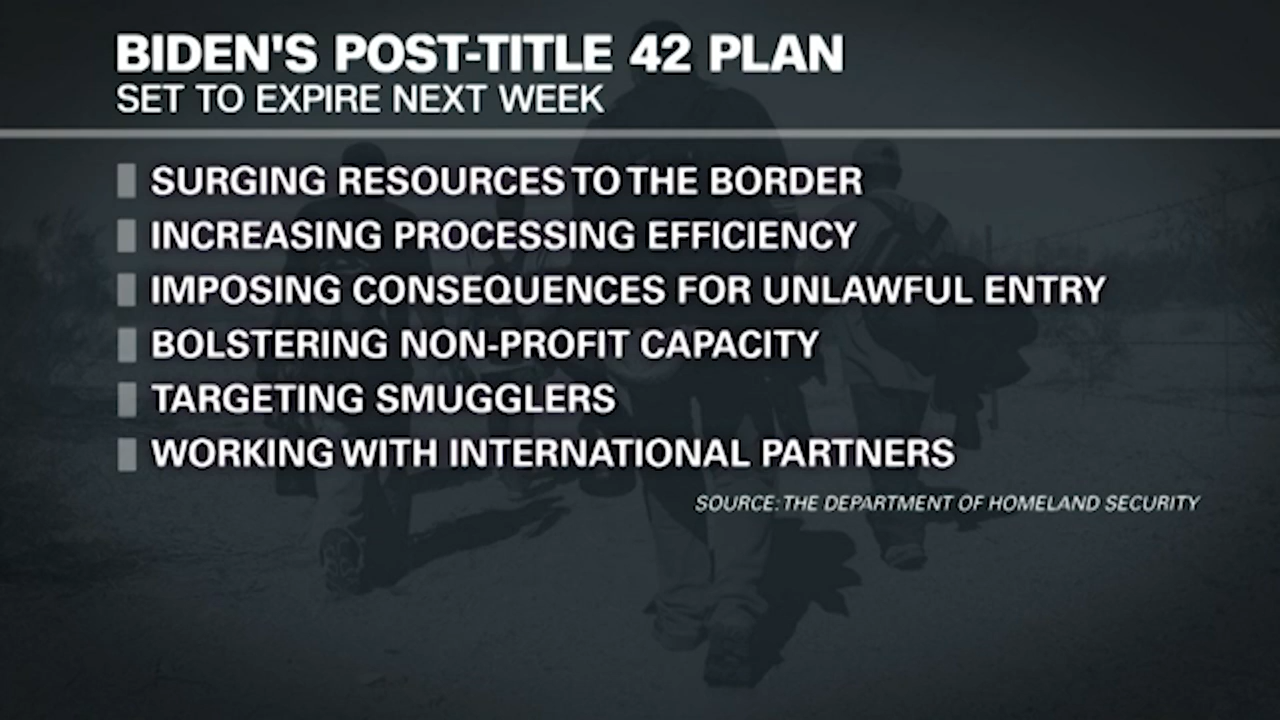 BIDEN'S POST-TITLE 42 PLAN
SET TO EXPIRE NEXT WEEK
SURGING RESOURCES TO THE BORDER
INCREASING PROCESSING EFFICIENCY
IMPOSING CONSEQUENCES FOR UNLAWFUL ENTRY
BOLSTERING NON-PROFIT CAPACITY
TARGETING SMUGGLERS
WORKING WITH INTERNATIONAL PARTNERS
SOURCE: THE DEPARTMENT OF HOMELAND SECURITY